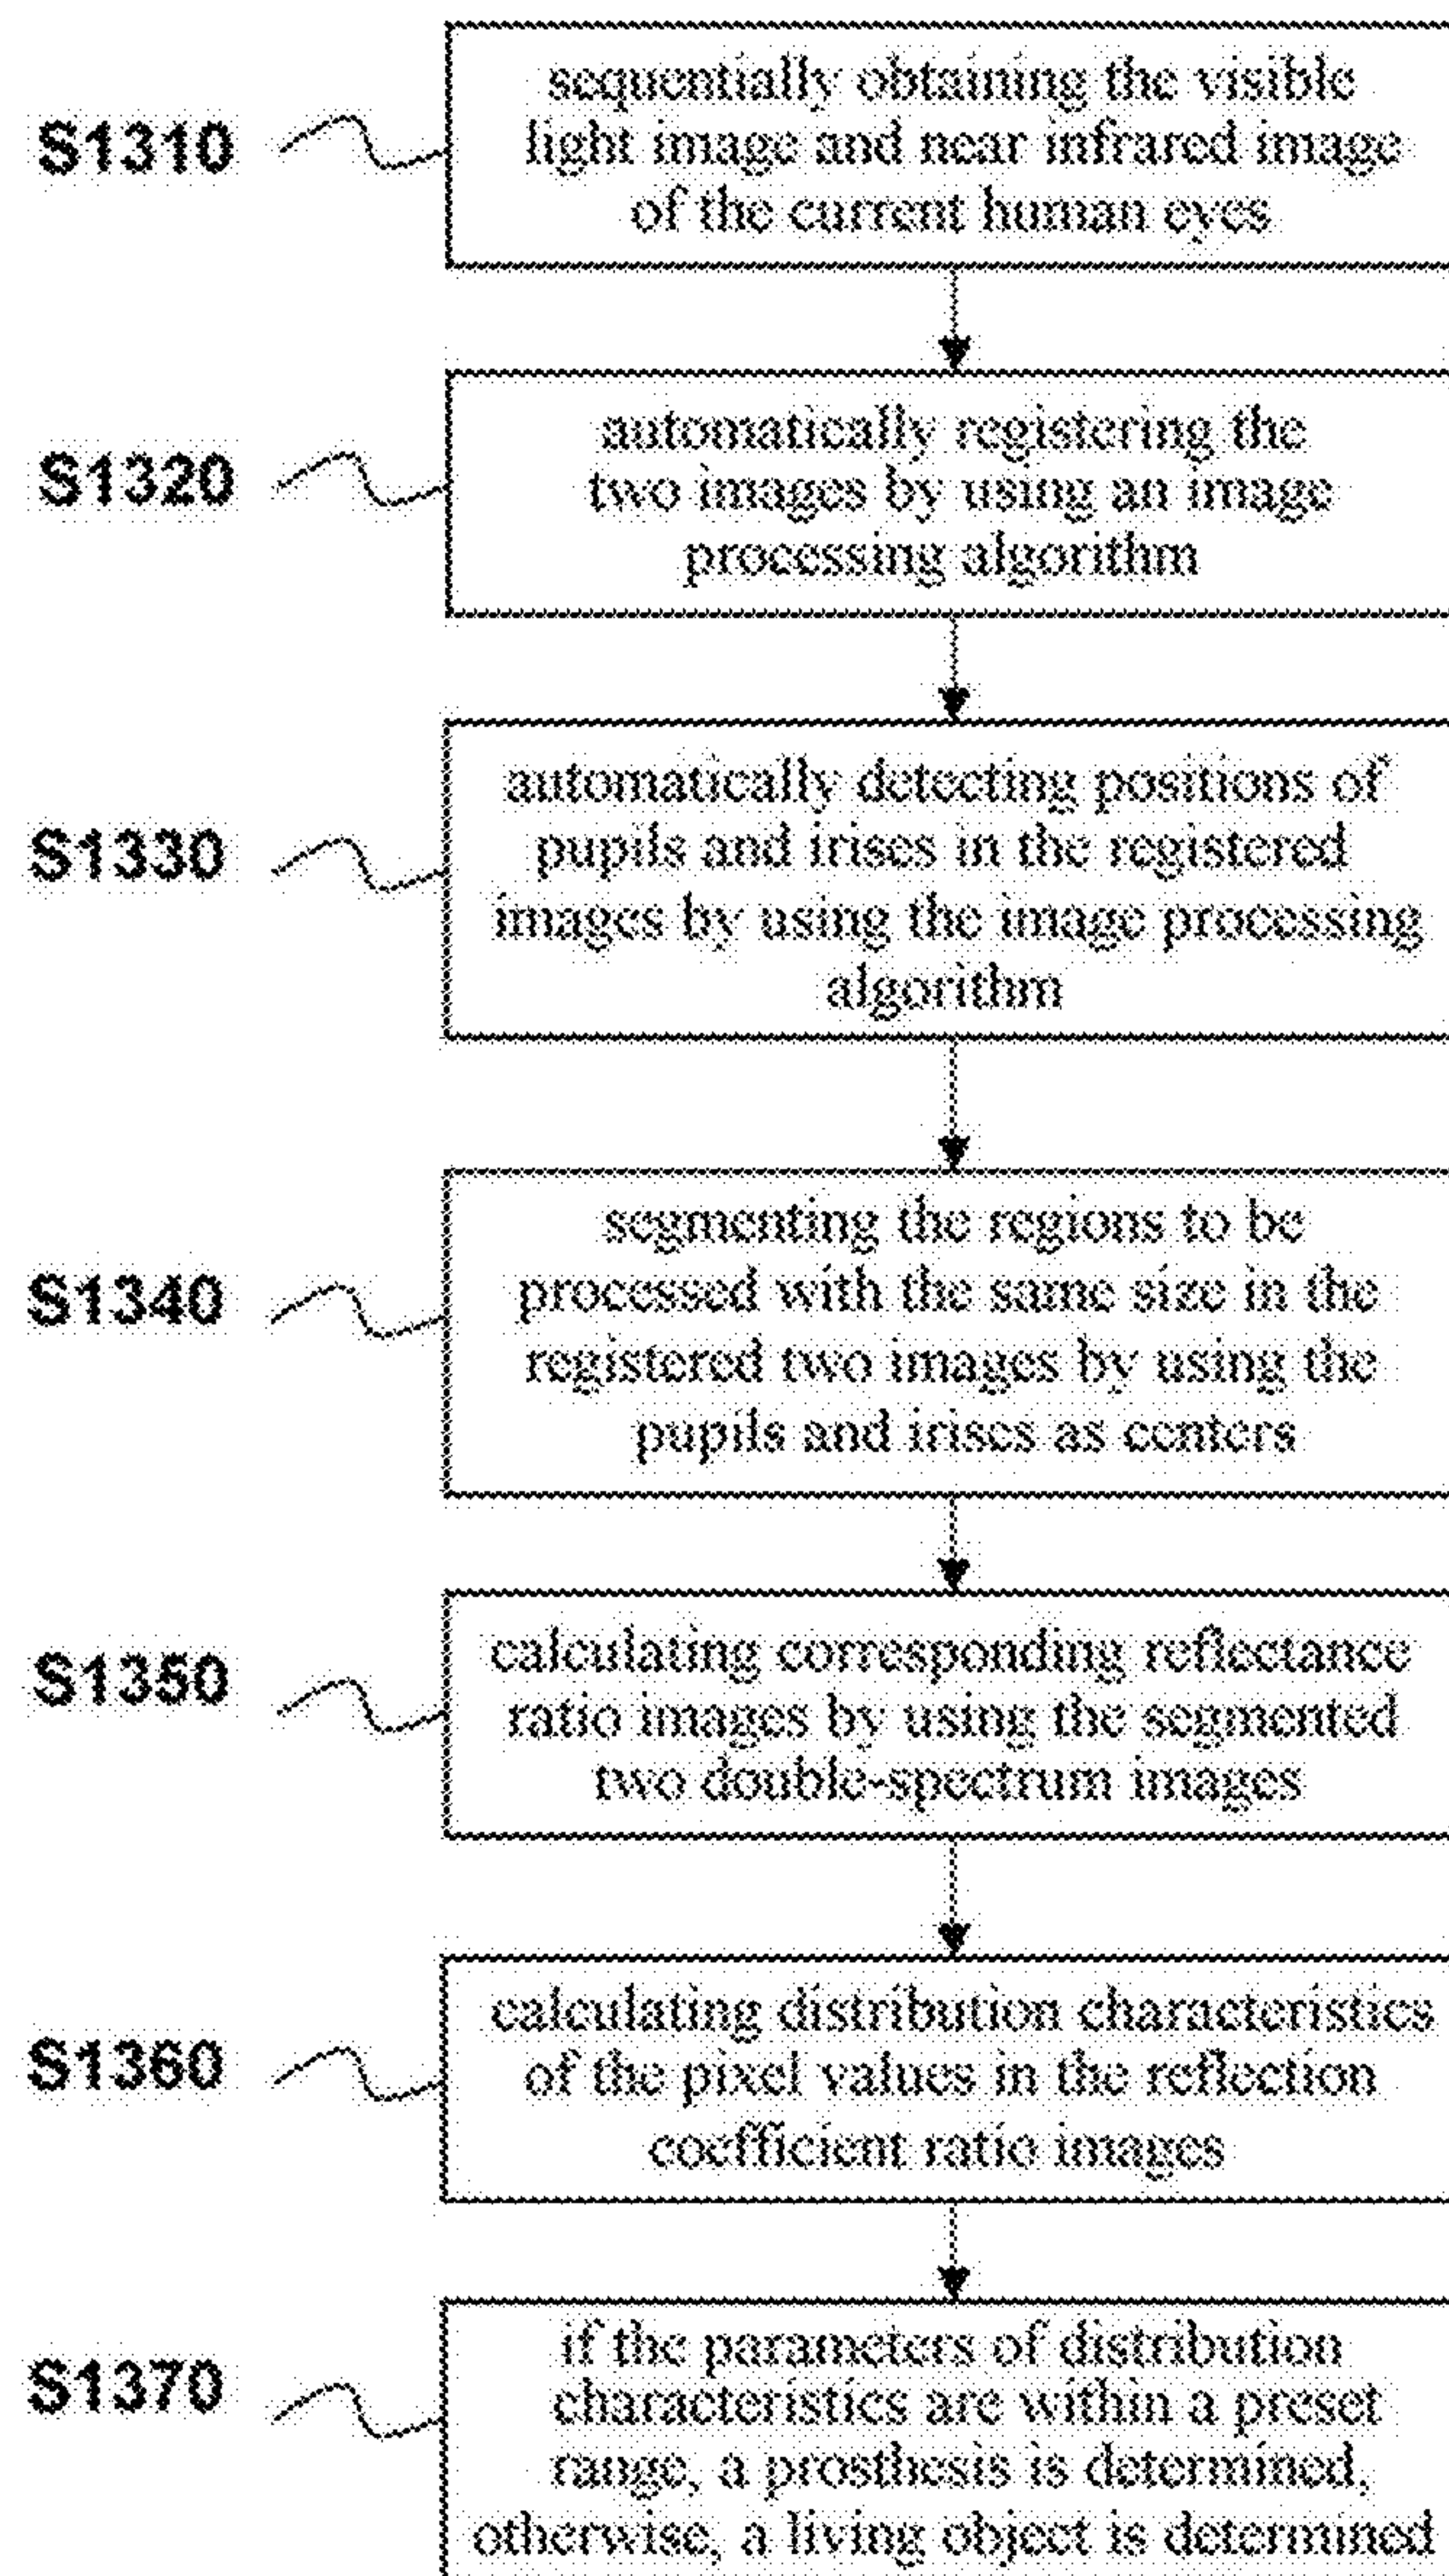 S1310
sequentially obtaining the visible
light image and near infrared image
of the current human eyes
S1320
automatically registering the
two images by using an image
processing algorithm
S1330
automatically detecting positions of
pupils and irises in the registered
images by using the image processing
algorithm
S1340
segmenting the regions to be
processed with the same size in the
registered two images by using the
pupils and irises as centers
S1350
calculating corresponding reflectance
ratio images by using the segmented
two double-spectrum images
S1360
calculating distribution characteristics
of the pixel values in the reflection
coefficient ratio images
S1370
if the parameters of distribution
characteristics are within a preset
range, a prosthesis is determined,
otherwise, a living object is determined